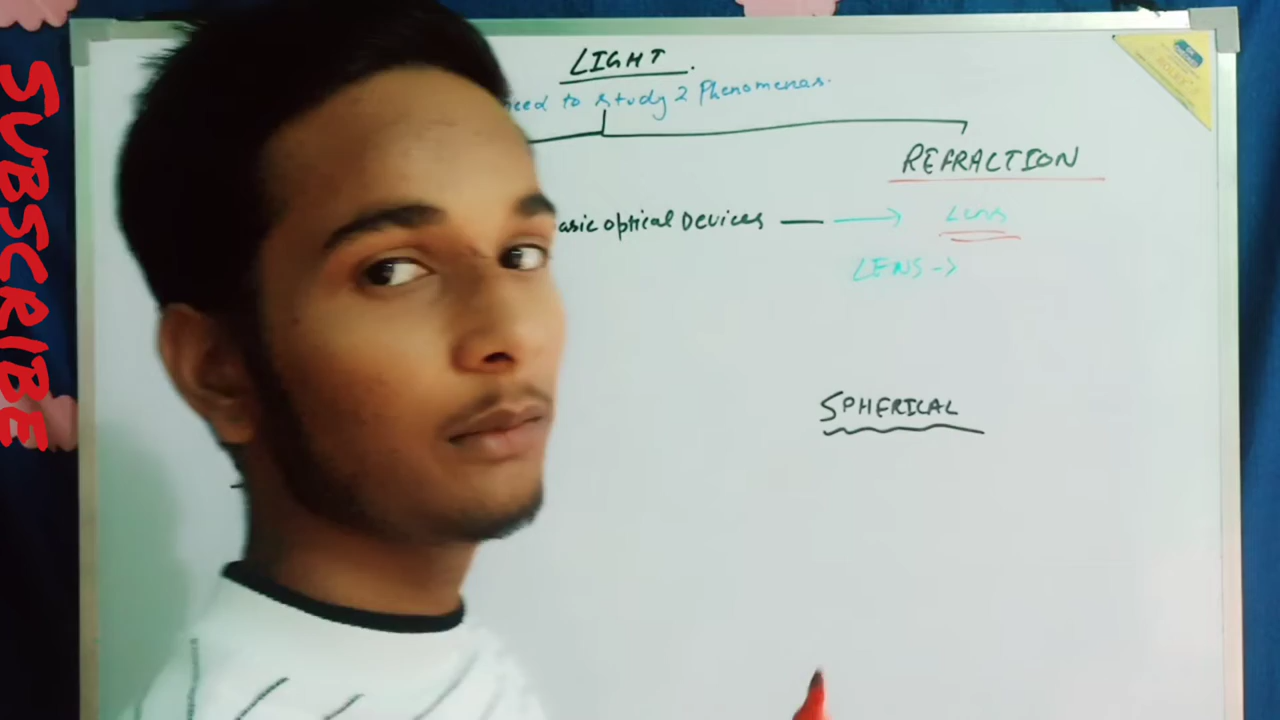 SUBSCRIBE
LIGHT.
need to study 2 Phenomenas.
REFRACTION
asic optical Devices — → Lens
LENS ->
SPHERICAL